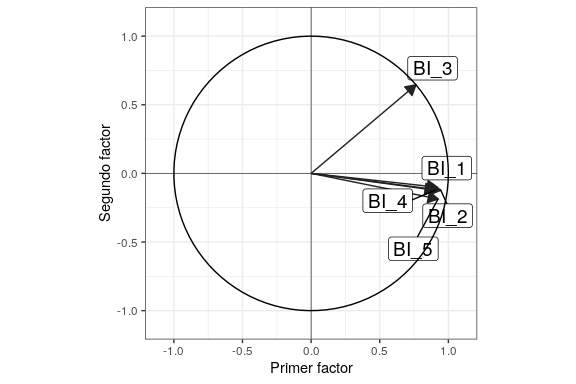 1.0
BI_3
0.5
BI_1
0.0
BI_4
BI_2
-0.5
BI_5
-1.0
-1.0 -0.5 0.0 0.5 1.0
Primer factor
Segundo factor